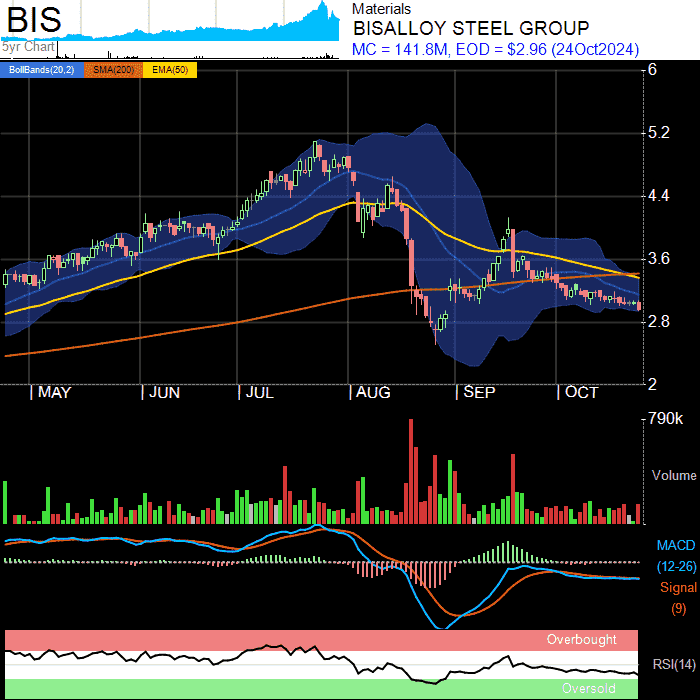 BIS
5yr Chart
Materials
BISALLOY STEEL GROUP
MC = 141.8M, EOD = $2.96 (24Oct2024)
BollBands(20,2) SMA(200) EMA(50)
6
5.2
4.4
3.6
2.8
2
MAY JUN JUL AUG SEP OCT
790k
Volume
MACD
(12-26)
Signal
(9)
Overbought
RSI(14)
Oversold